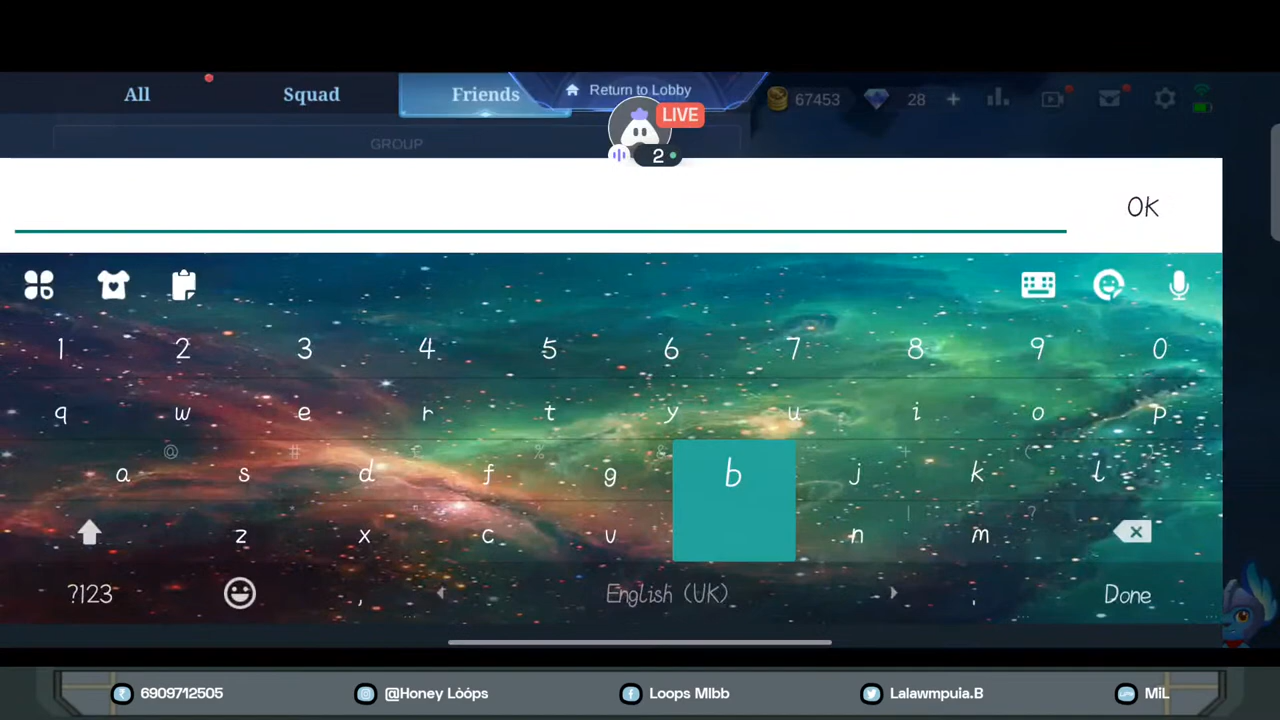 All
Squad
Friends
Return to Lobby
67453
28
GROUP
LIVE
2
OK
1 2 3 4 5 6 7 8 9 0
q w e r t y u i o p
@ # € % & + (
a s d f g b j k l
| ?
z x c v n m
?123 , English (UK) . Done
6909712505
@Honey Lòóps
Loops Mlbb
Lalawmpuia.B
MiL